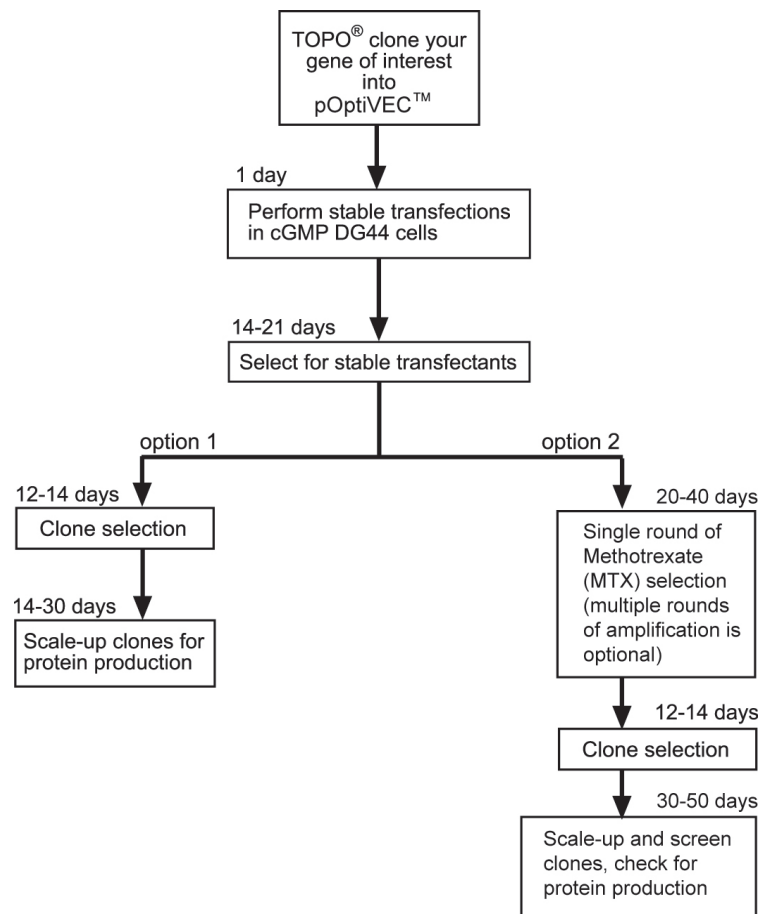 TOPO® clone your
gene of interest
into
pOptiVEC™
1 day
Perform stable transfections
in cGMP DG44 cells
14-21 days
Select for stable transfectants
option 1
option 2
12-14 days
Clone selection
14-30 days
Scale-up clones for
protein production
20-40 days
Single round of
Methotrexate
(MTX) selection
(multiple rounds
of amplification is
optional)
12-14 days
Clone selection
30-50 days
Scale-up and screen
clones, check for
protein production